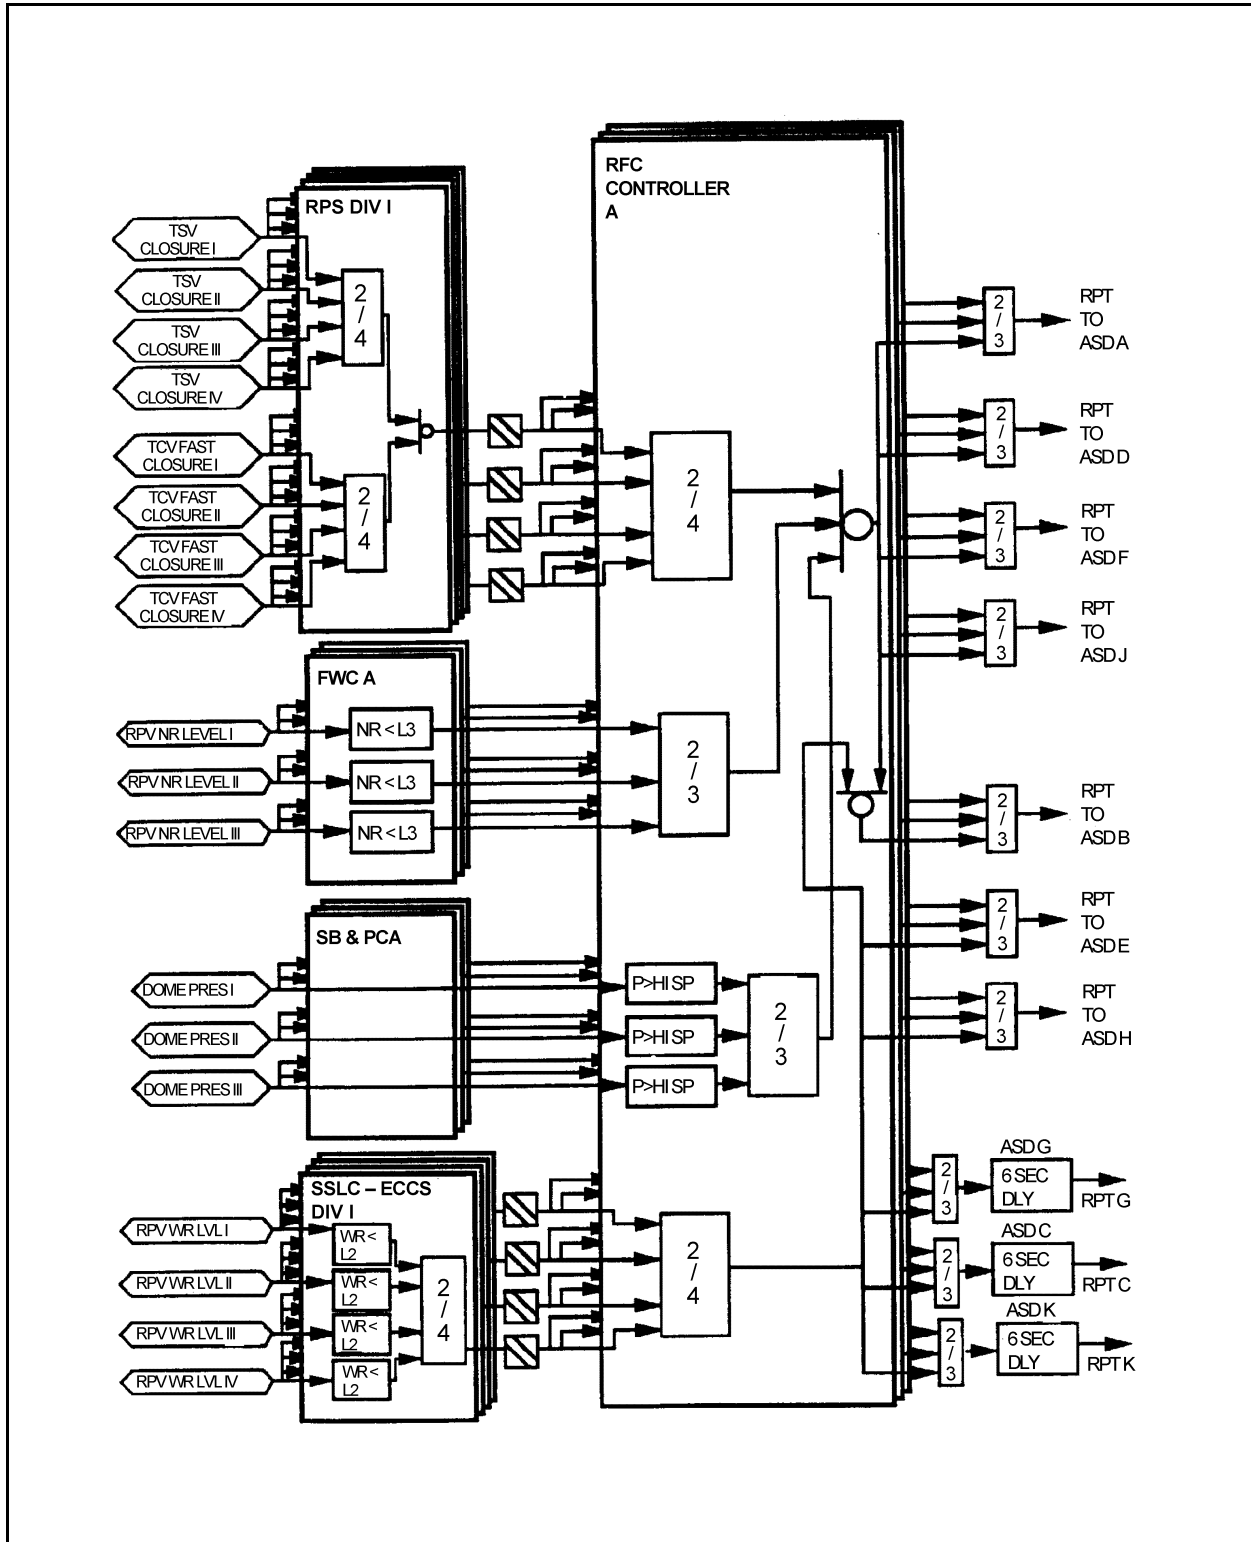 RFC
CONTROLLER
A
RPS DIV I
TSV
CLOSURE I
TSV
CLOSURE II
TSV
CLOSURE III
TSV
CLOSURE IV
2
/
4
TCV FAST
CLOSURE I
TCV FAST
CLOSURE II
TCV FAST
CLOSURE III
TCV FAST
CLOSURE IV
2
/
4
2
/
4
FWC A
RPV NR LEVEL I
NR < L3
RPV NR LEVEL II
NR < L3
RPV NR LEVEL III
NR < L3
2
/
3
SB & PCA
DOME PRES I
P>HI SP
DOME PRES II
P>HI SP
DOME PRES III
P>HI SP
2
/
3
SSLC – ECCS
DIV I
RPV WR LVL I
WR <
L2
RPV WR LVL II
WR <
L2
RPV WR LVL III
WR <
L2
RPV WR LVL IV
WR <
L2
2
/
4
2
/
4
2
/
3
RPT
TO
ASD A
2
/
3
RPT
TO
ASD D
2
/
3
RPT
TO
ASD F
2
/
3
RPT
TO
ASD J
2
/
3
RPT
TO
ASD B
2
/
3
RPT
TO
ASD E
2
/
3
RPT
TO
ASD H
2
/
3
ASD G
6 SEC
DLY
RPT G
2
/
3
ASD C
6 SEC
DLY
RPT C
2
/
3
ASD K
6 SEC
DLY
RPT K